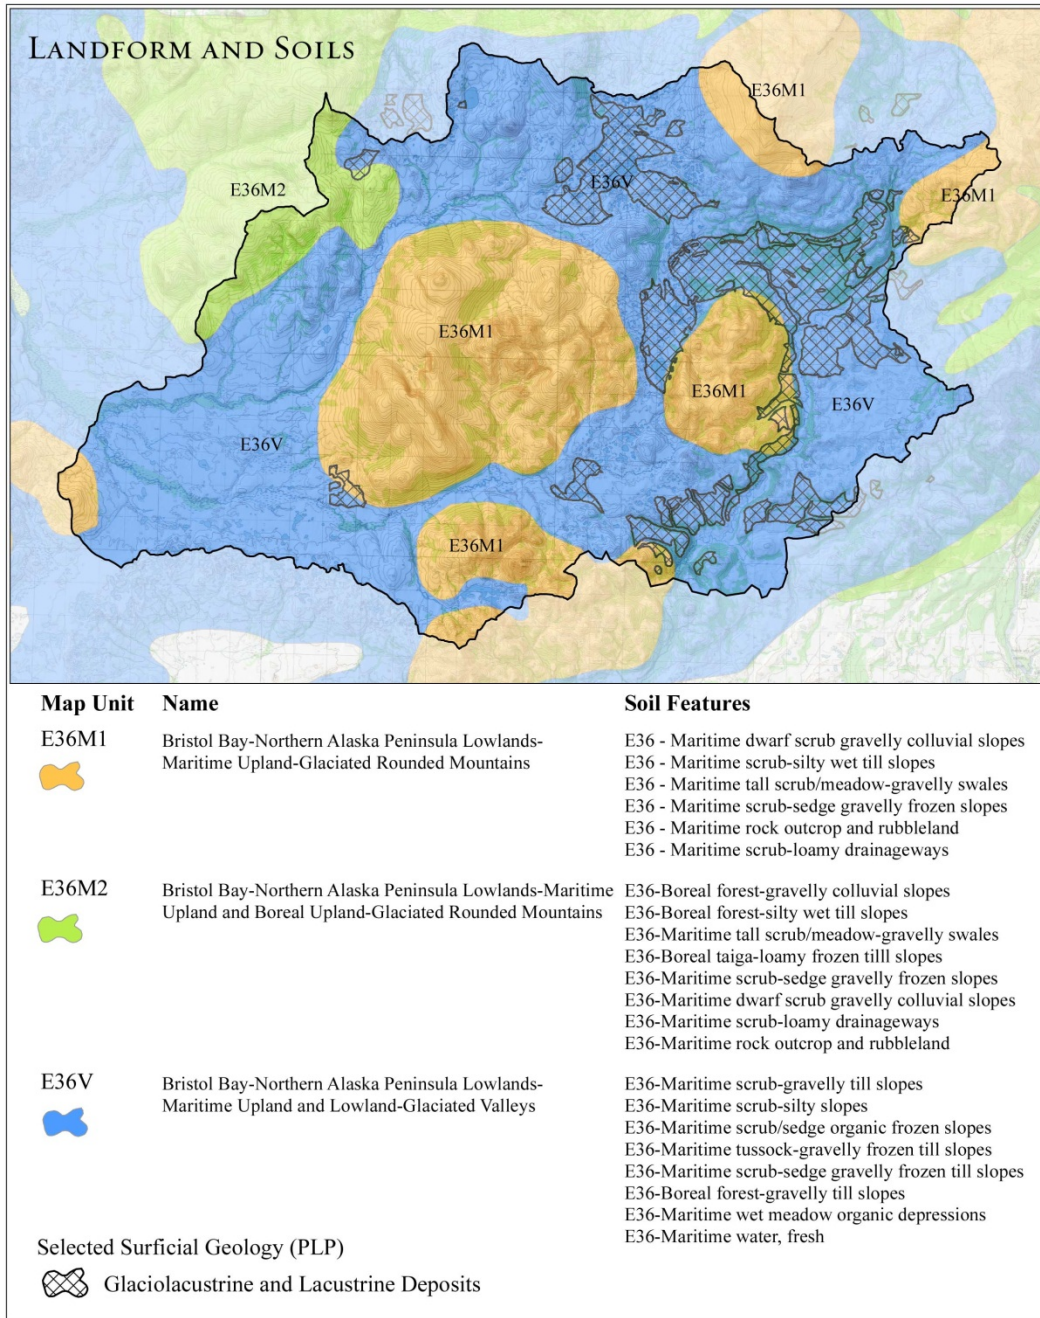 LANDFORM AND SOILS
E36M1
E36M2
E36V
E36M1
E36M1
E36M1
E36V
E36V
E36M1
Map Unit Name Soil Features
E36M1 Bristol Bay-Northern Alaska Peninsula Lowlands-
Maritime Upland-Glaciated Rounded Mountains
E36 - Maritime dwarf scrub gravelly colluvial slopes
E36 - Maritime scrub-silty wet till slopes
E36 - Maritime tall scrub/meadow-gravelly swales
E36 - Maritime scrub-sedge gravelly frozen slopes
E36 - Maritime rock outcrop and rubbleland
E36 - Maritime scrub-loamy drainageways
E36M2 Bristol Bay-Northern Alaska Peninsula Lowlands-Maritime
Upland and Boreal Upland-Glaciated Rounded Mountains
E36-Boreal forest-gravelly colluvial slopes
E36-Boreal forest-silty wet till slopes
E36-Maritime tall scrub/meadow-gravelly swales
E36-Boreal taiga-loamy frozen tilll slopes
E36-Maritime scrub-sedge gravelly frozen slopes
E36-Maritime dwarf scrub gravelly colluvial slopes
E36-Maritime scrub-loamy drainageways
E36-Maritime rock outcrop and rubbleland
E36V Bristol Bay-Northern Alaska Peninsula Lowlands-
Maritime Upland and Lowland-Glaciated Valleys
E36-Maritime scrub-gravelly till slopes
E36-Maritime scrub-silty slopes
E36-Maritime scrub/sedge organic frozen slopes
E36-Maritime tussock-gravelly frozen till slopes
E36-Maritime scrub-sedge gravelly frozen till slopes
E36-Boreal forest-gravelly till slopes
E36-Maritime wet meadow organic depressions
E36-Maritime water, fresh
Selected Surficial Geology (PLP)
Glaciolacustrine and Lacustrine Deposits